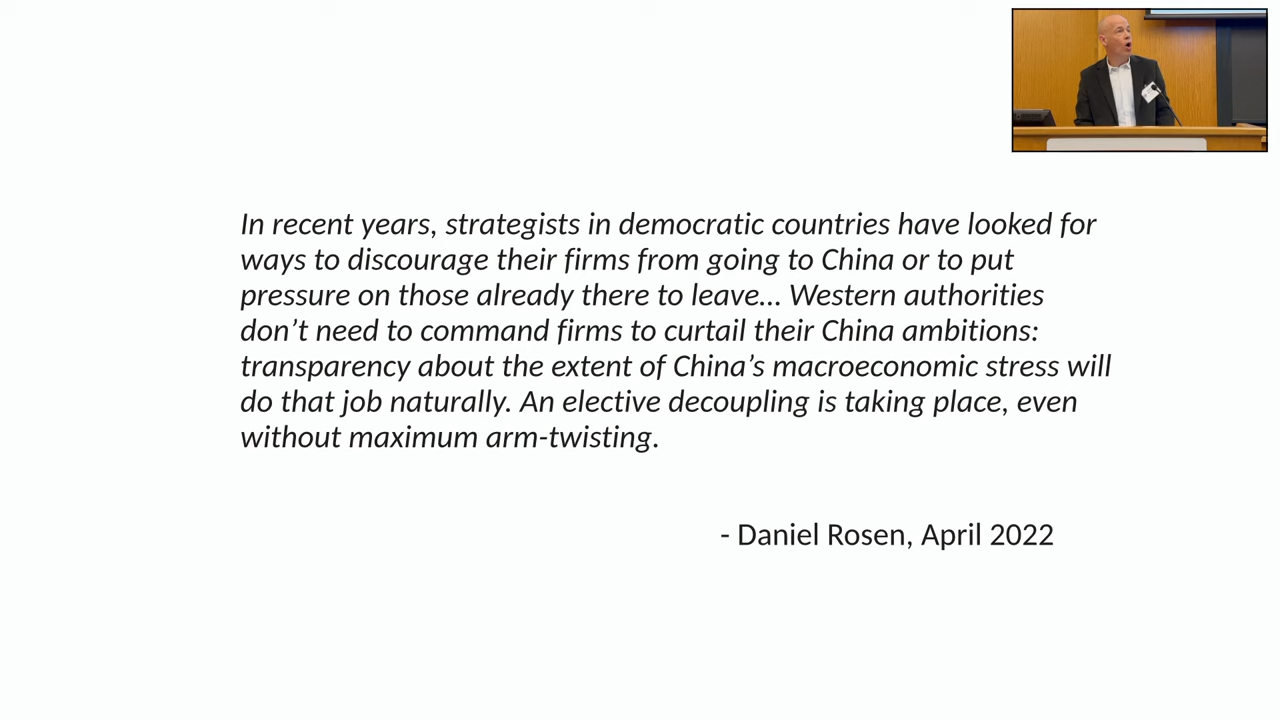 In recent years, strategists in democratic countries have looked for
ways to discourage their firms from going to China or to put
pressure on those already there to leave… Western authorities
don’t need to command firms to curtail their China ambitions:
transparency about the extent of China’s macroeconomic stress will
do that job naturally. An elective decoupling is taking place, even
without maximum arm-twisting.
- Daniel Rosen, April 2022